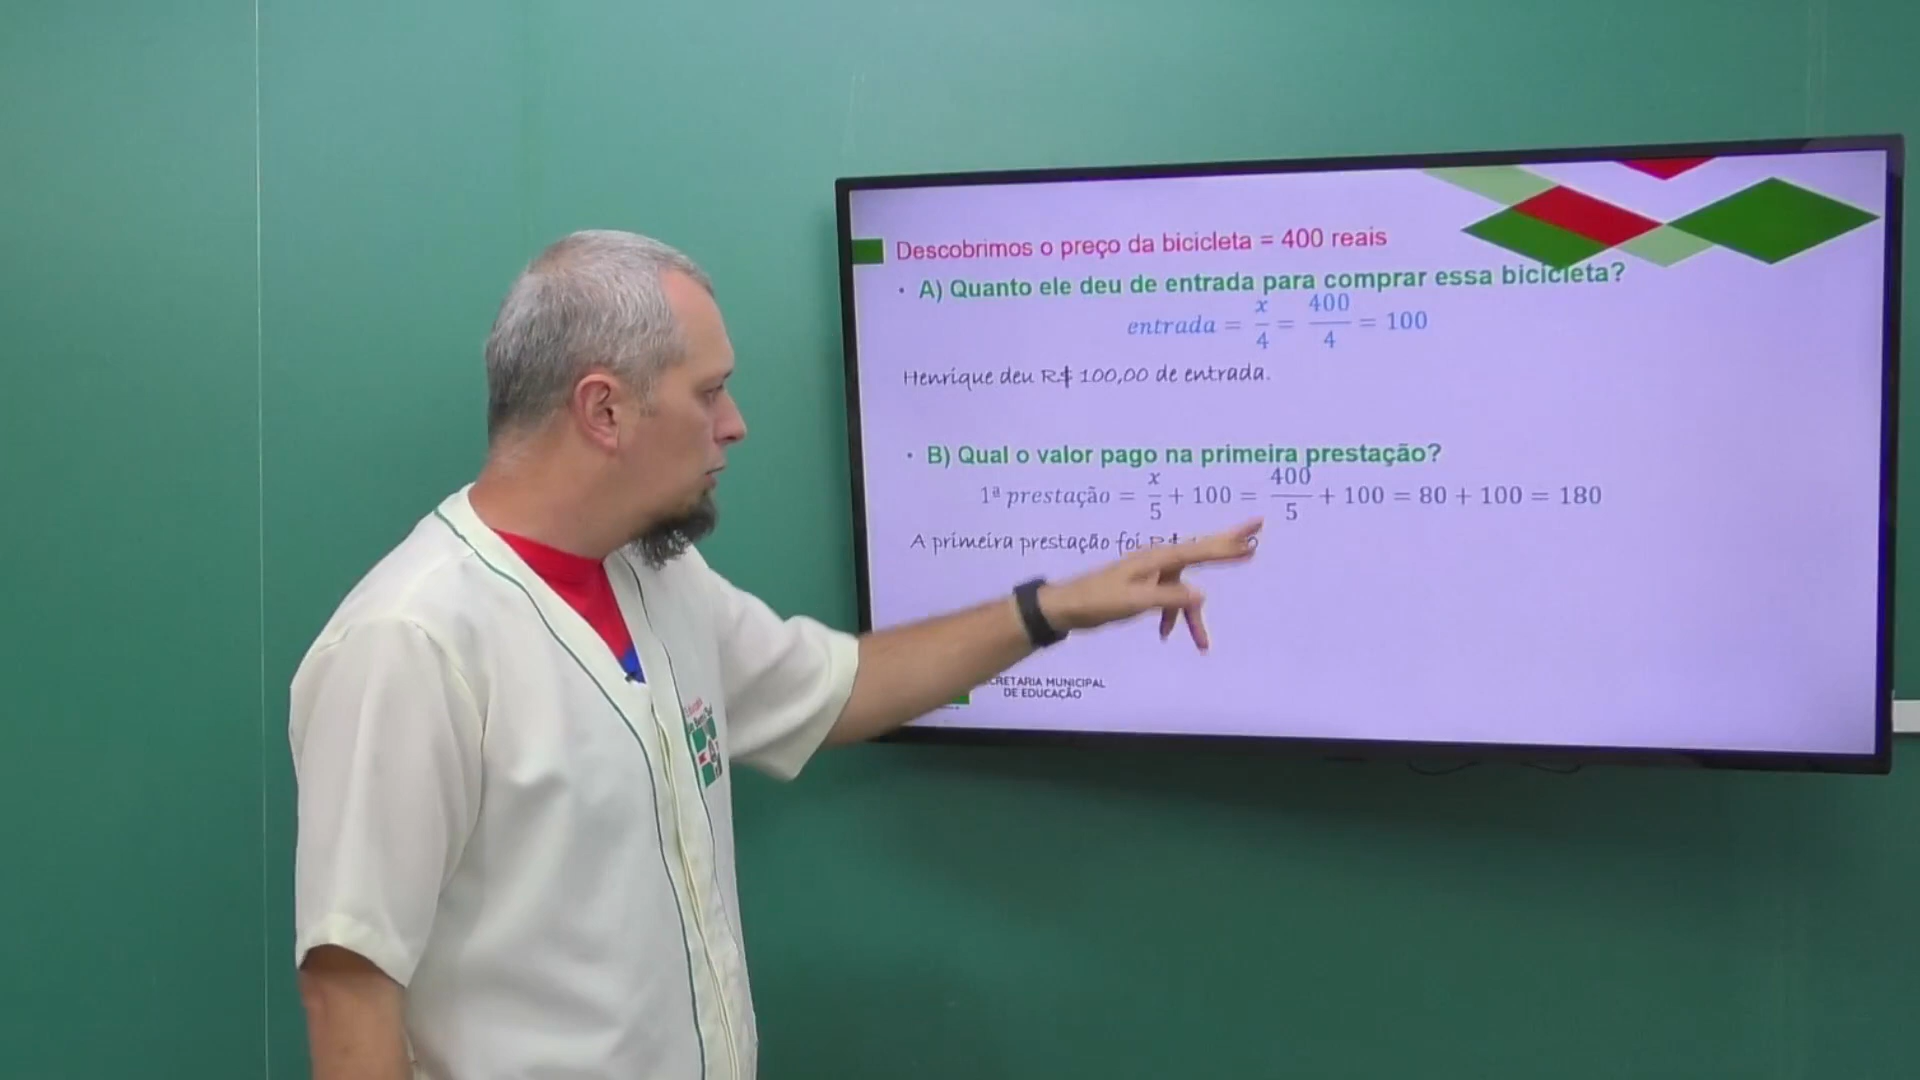 Descobrimos o preço da bicicleta = 400 reais
• A) Quanto ele deu de entrada para comprar essa bicicleta?
entrada = x/4 = 400/4 = 100
Henrique deu R$ 100,00 de entrada.
• B) Qual o valor pago na primeira prestação?
1ª prestação = x/5 + 100 = 400/5 + 100 = 80 + 100 = 180
A primeira prestação foi
MUNICIPAL
DE EDUCAÇÃO